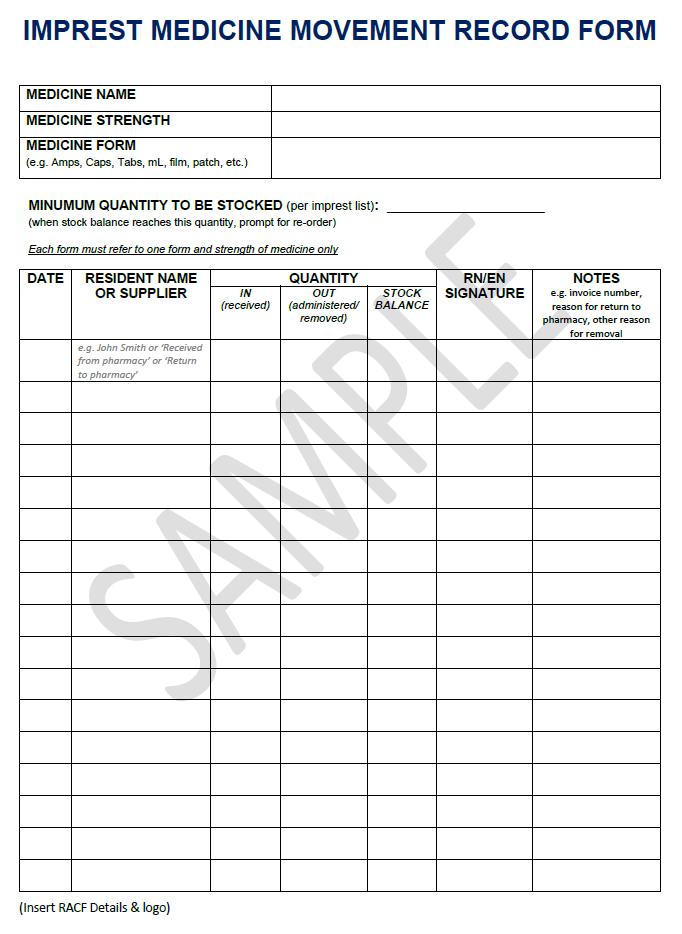 IMPREST MEDICINE MOVEMENT RECORD FORM
MEDICINE NAME
MEDICINE STRENGTH
MEDICINE FORM
(e.g. Amps, Caps, Tabs, mL, film, patch, etc.)
MINUMUM QUANTITY TO BE STOCKED (per imprest list): ____________________
(when stock balance reaches this quantity, prompt for re-order)
Each form must refer to one form and strength of medicine only
DATE
RESIDENT NAME
OR SUPPLIER
QUANTITY
IN
(received)
OUT
(administered/
removed)
STOCK
BALANCE
RN/EN
SIGNATURE
NOTES
e.g. invoice number,
reason for return to
pharmacy, other reason
for removal
e.g. John Smith or ‘Received
from pharmacy’ or ‘Return
to pharmacy’
SAMPLE
(Insert RACF Details & logo)